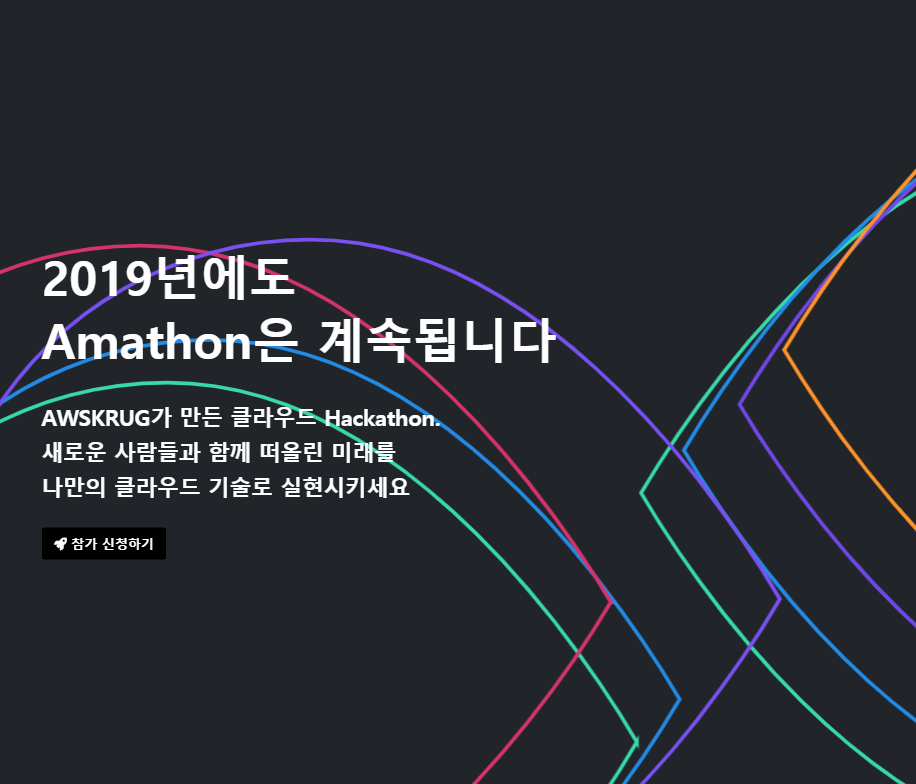 2019년에도
Amathon은 계속됩니다
AWSKRUG가 만든 클라우드 Hackathon.
새로운 사람들과 함께 떠올린 미래를
나만의 클라우드 기술로 실현시키세요
참가 신청하기